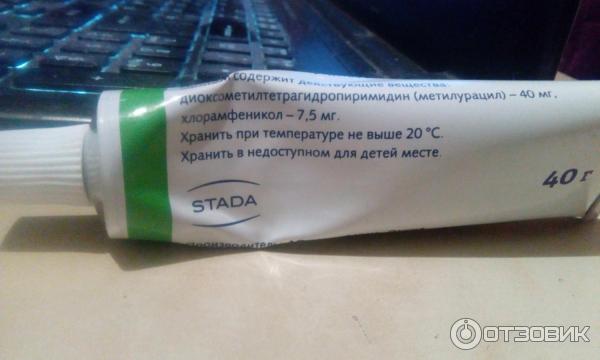 содержит действующие вещества:
диоксометилтетрагидропиримидин (метилурацил) – 40 мг,
хлорамфеникол – 7,5 мг.
Хранить при температуре не выше 20 °C.
Хранить в недоступном для детей месте.
40 г
STADA
ОТЗОВИК